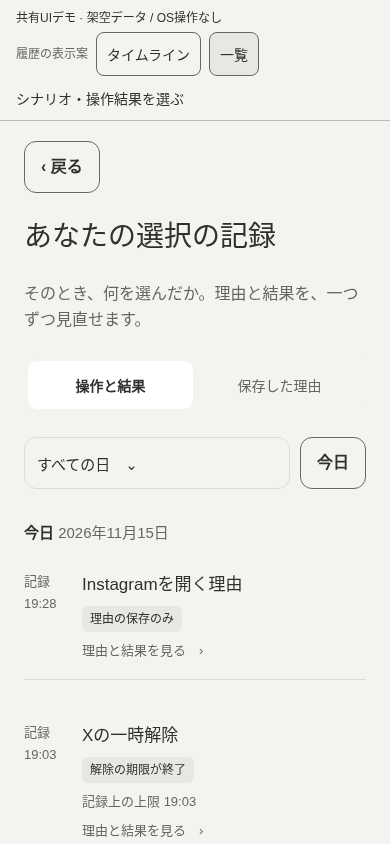 共有UIデモ · 架空データ / OS操作なし
履歴の表示案 タイムライン 一覧
シナリオ・操作結果を選ぶ
‹ 戻る
あなたの選択の記録
そのとき、何を選んだか。理由と結果を、一つ
ずつ見直せます。
操作と結果 保存した理由
すべての日 ⌄ 今日
今日 2026年11月15日
記録 Instagramを開く理由
19:28 理由の保存のみ
理由と結果を見る ›
記録 Xの一時解除
19:03 解除の期限が終了
記録上の上限 19:03
理由と結果を見る ›